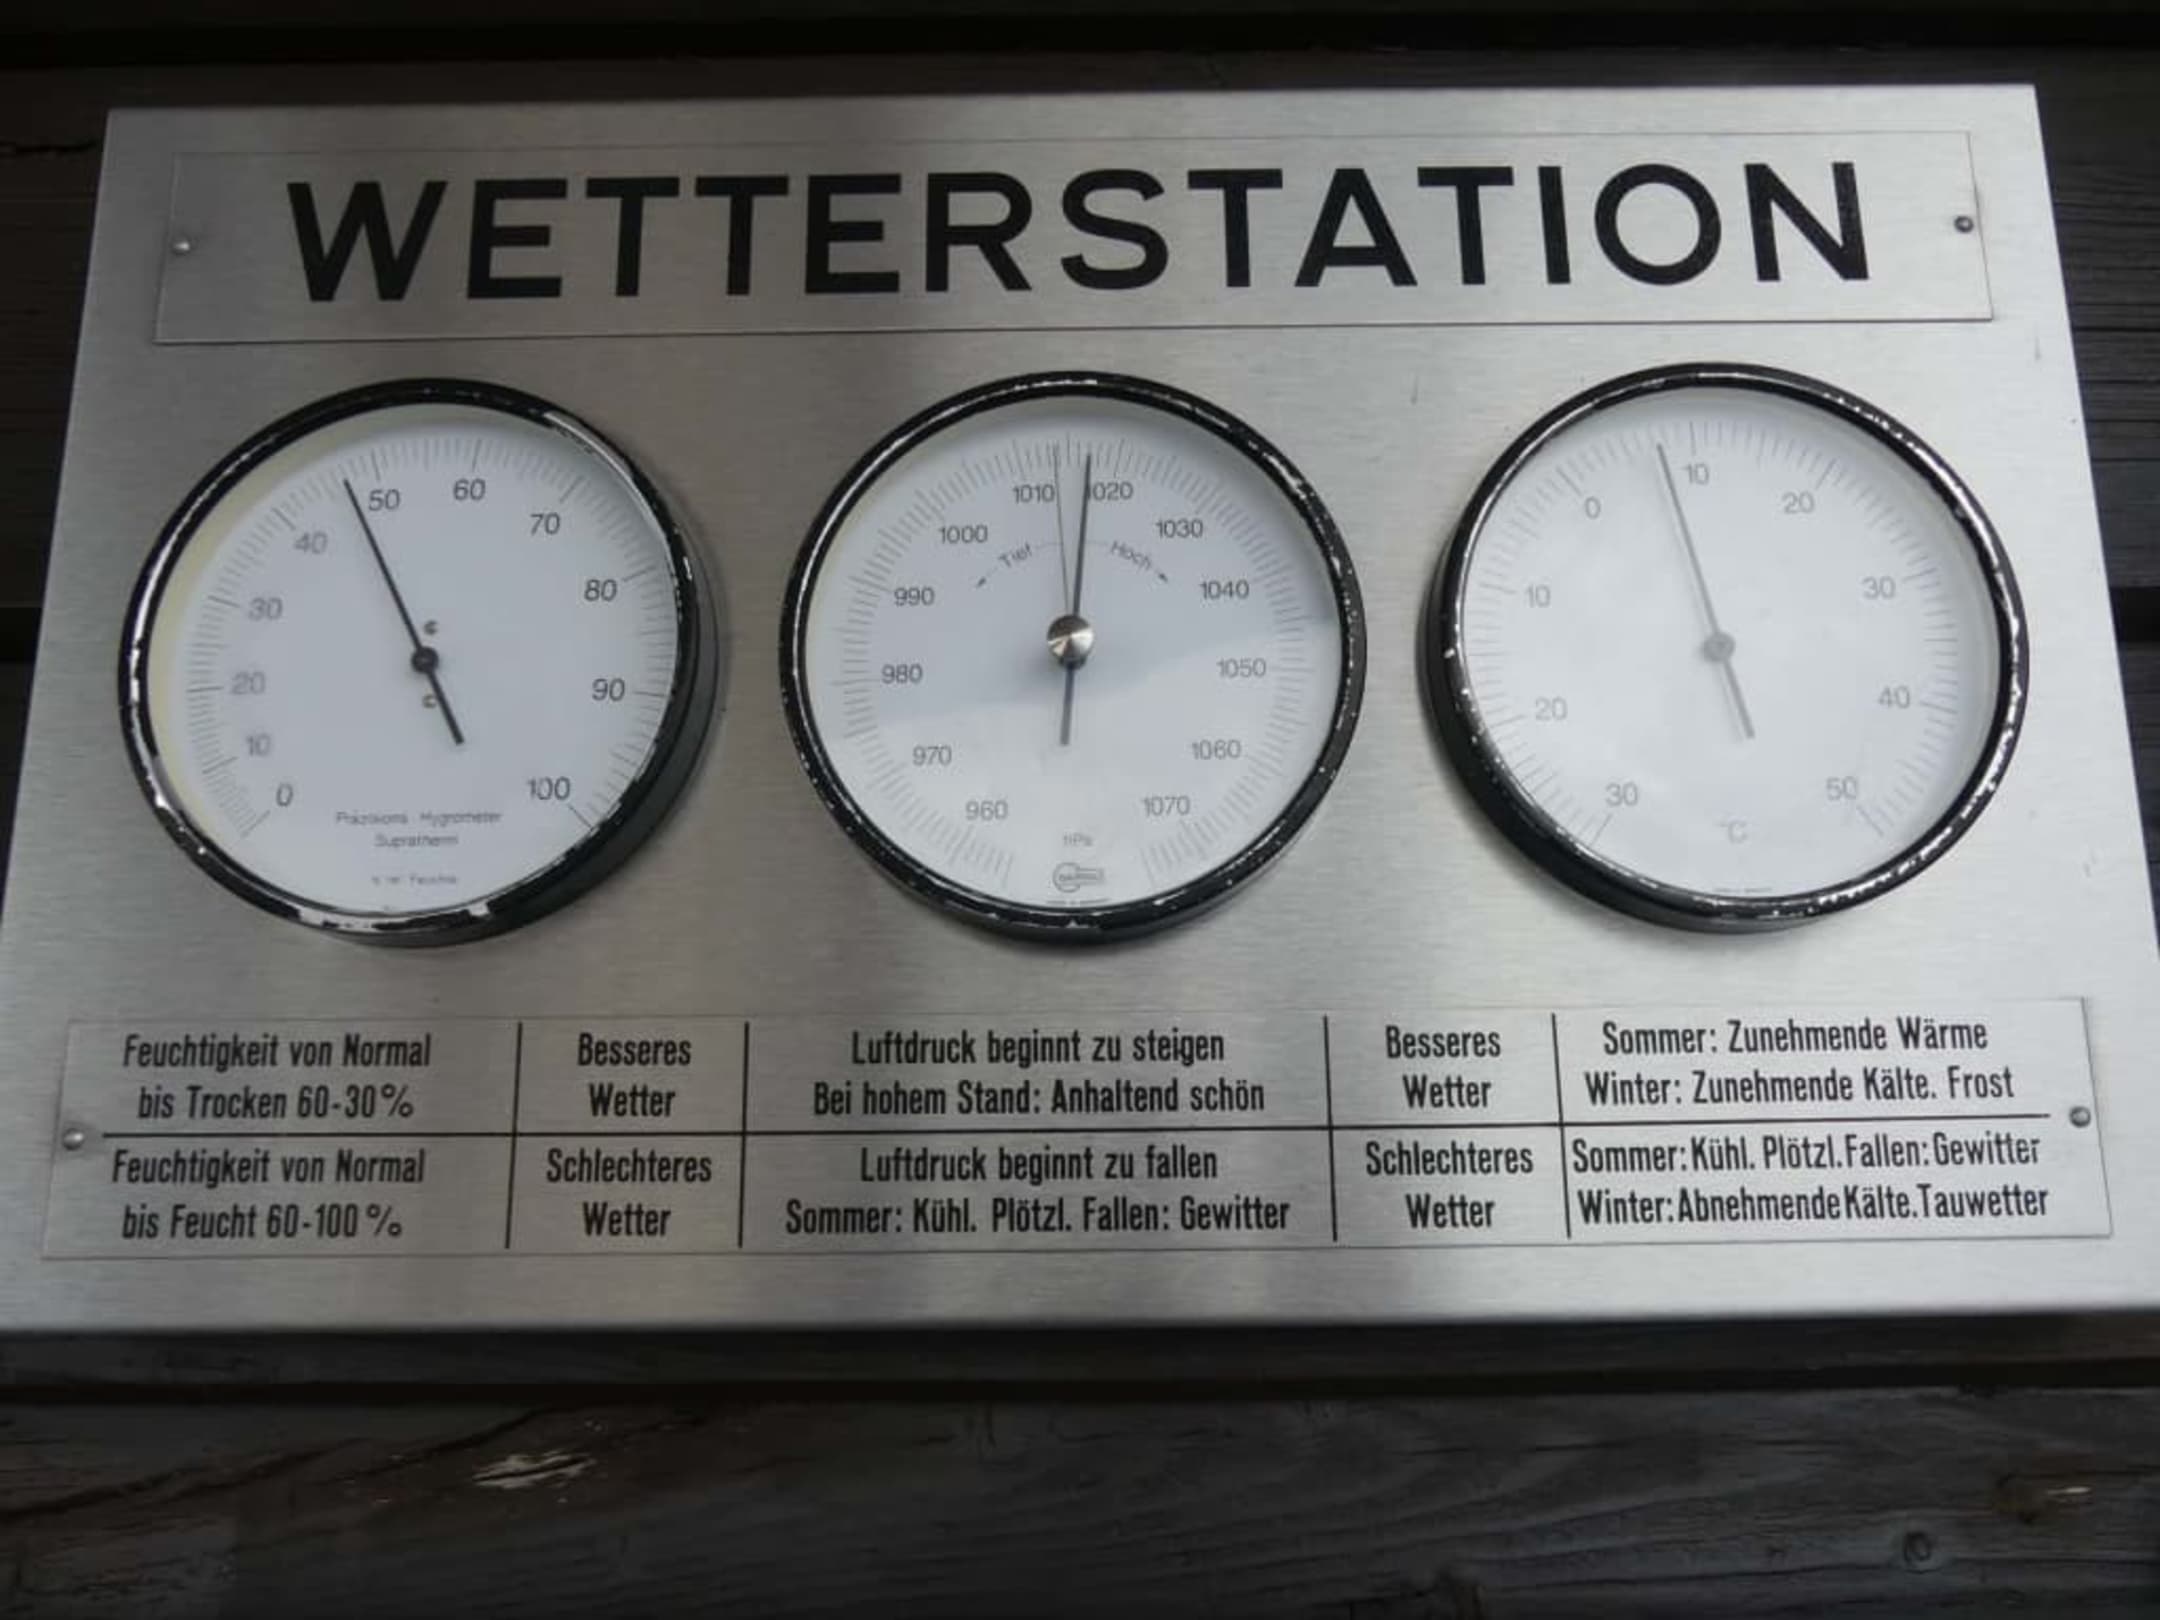 WETTERSTATION
0
10
20
30
40
50
60
70
80
90
100
Präzisions Hygrometer
Supratherm
960
970
980
990
1000
1010
1020
1030
1040
1050
1060
1070
Tief
Hoch
hPa
30
20
10
0
10
20
30
40
50
°C
Feuchtigkeit von Normal
bis Trocken 60-30%
Besseres
Wetter
Luftdruck beginnt zu steigen
Bei hohem Stand: Anhaltend schön
Besseres
Wetter
Sommer: Zunehmende Wärme
Winter: Zunehmende Kälte. Frost
Feuchtigkeit von Normal
bis Feucht 60-100%
Schlechteres
Wetter
Luftdruck beginnt zu fallen
Sommer: Kühl. Plötzl. Fallen: Gewitter
Schlechteres
Wetter
Sommer: Kühl. Plötzl. Fallen: Gewitter
Winter: Abnehmende Kälte. Tauwetter